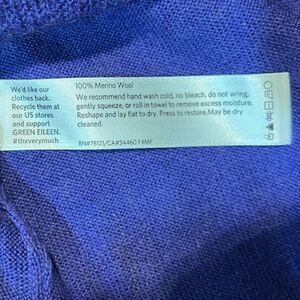 We'd like our
clothes back.
Recycle them at
our US stores
and support
GREEN EILEEN.
#thxverymuch
100% Merino Wool
We recommend hand wash cold, no bleach, do not wring,
gently squeeze, or roll in towel to remove excess moisture.
Reshape and lay flat to dry. Press to restore.May be dry
cleaned.
RN#78121/CA#34460 F4MF